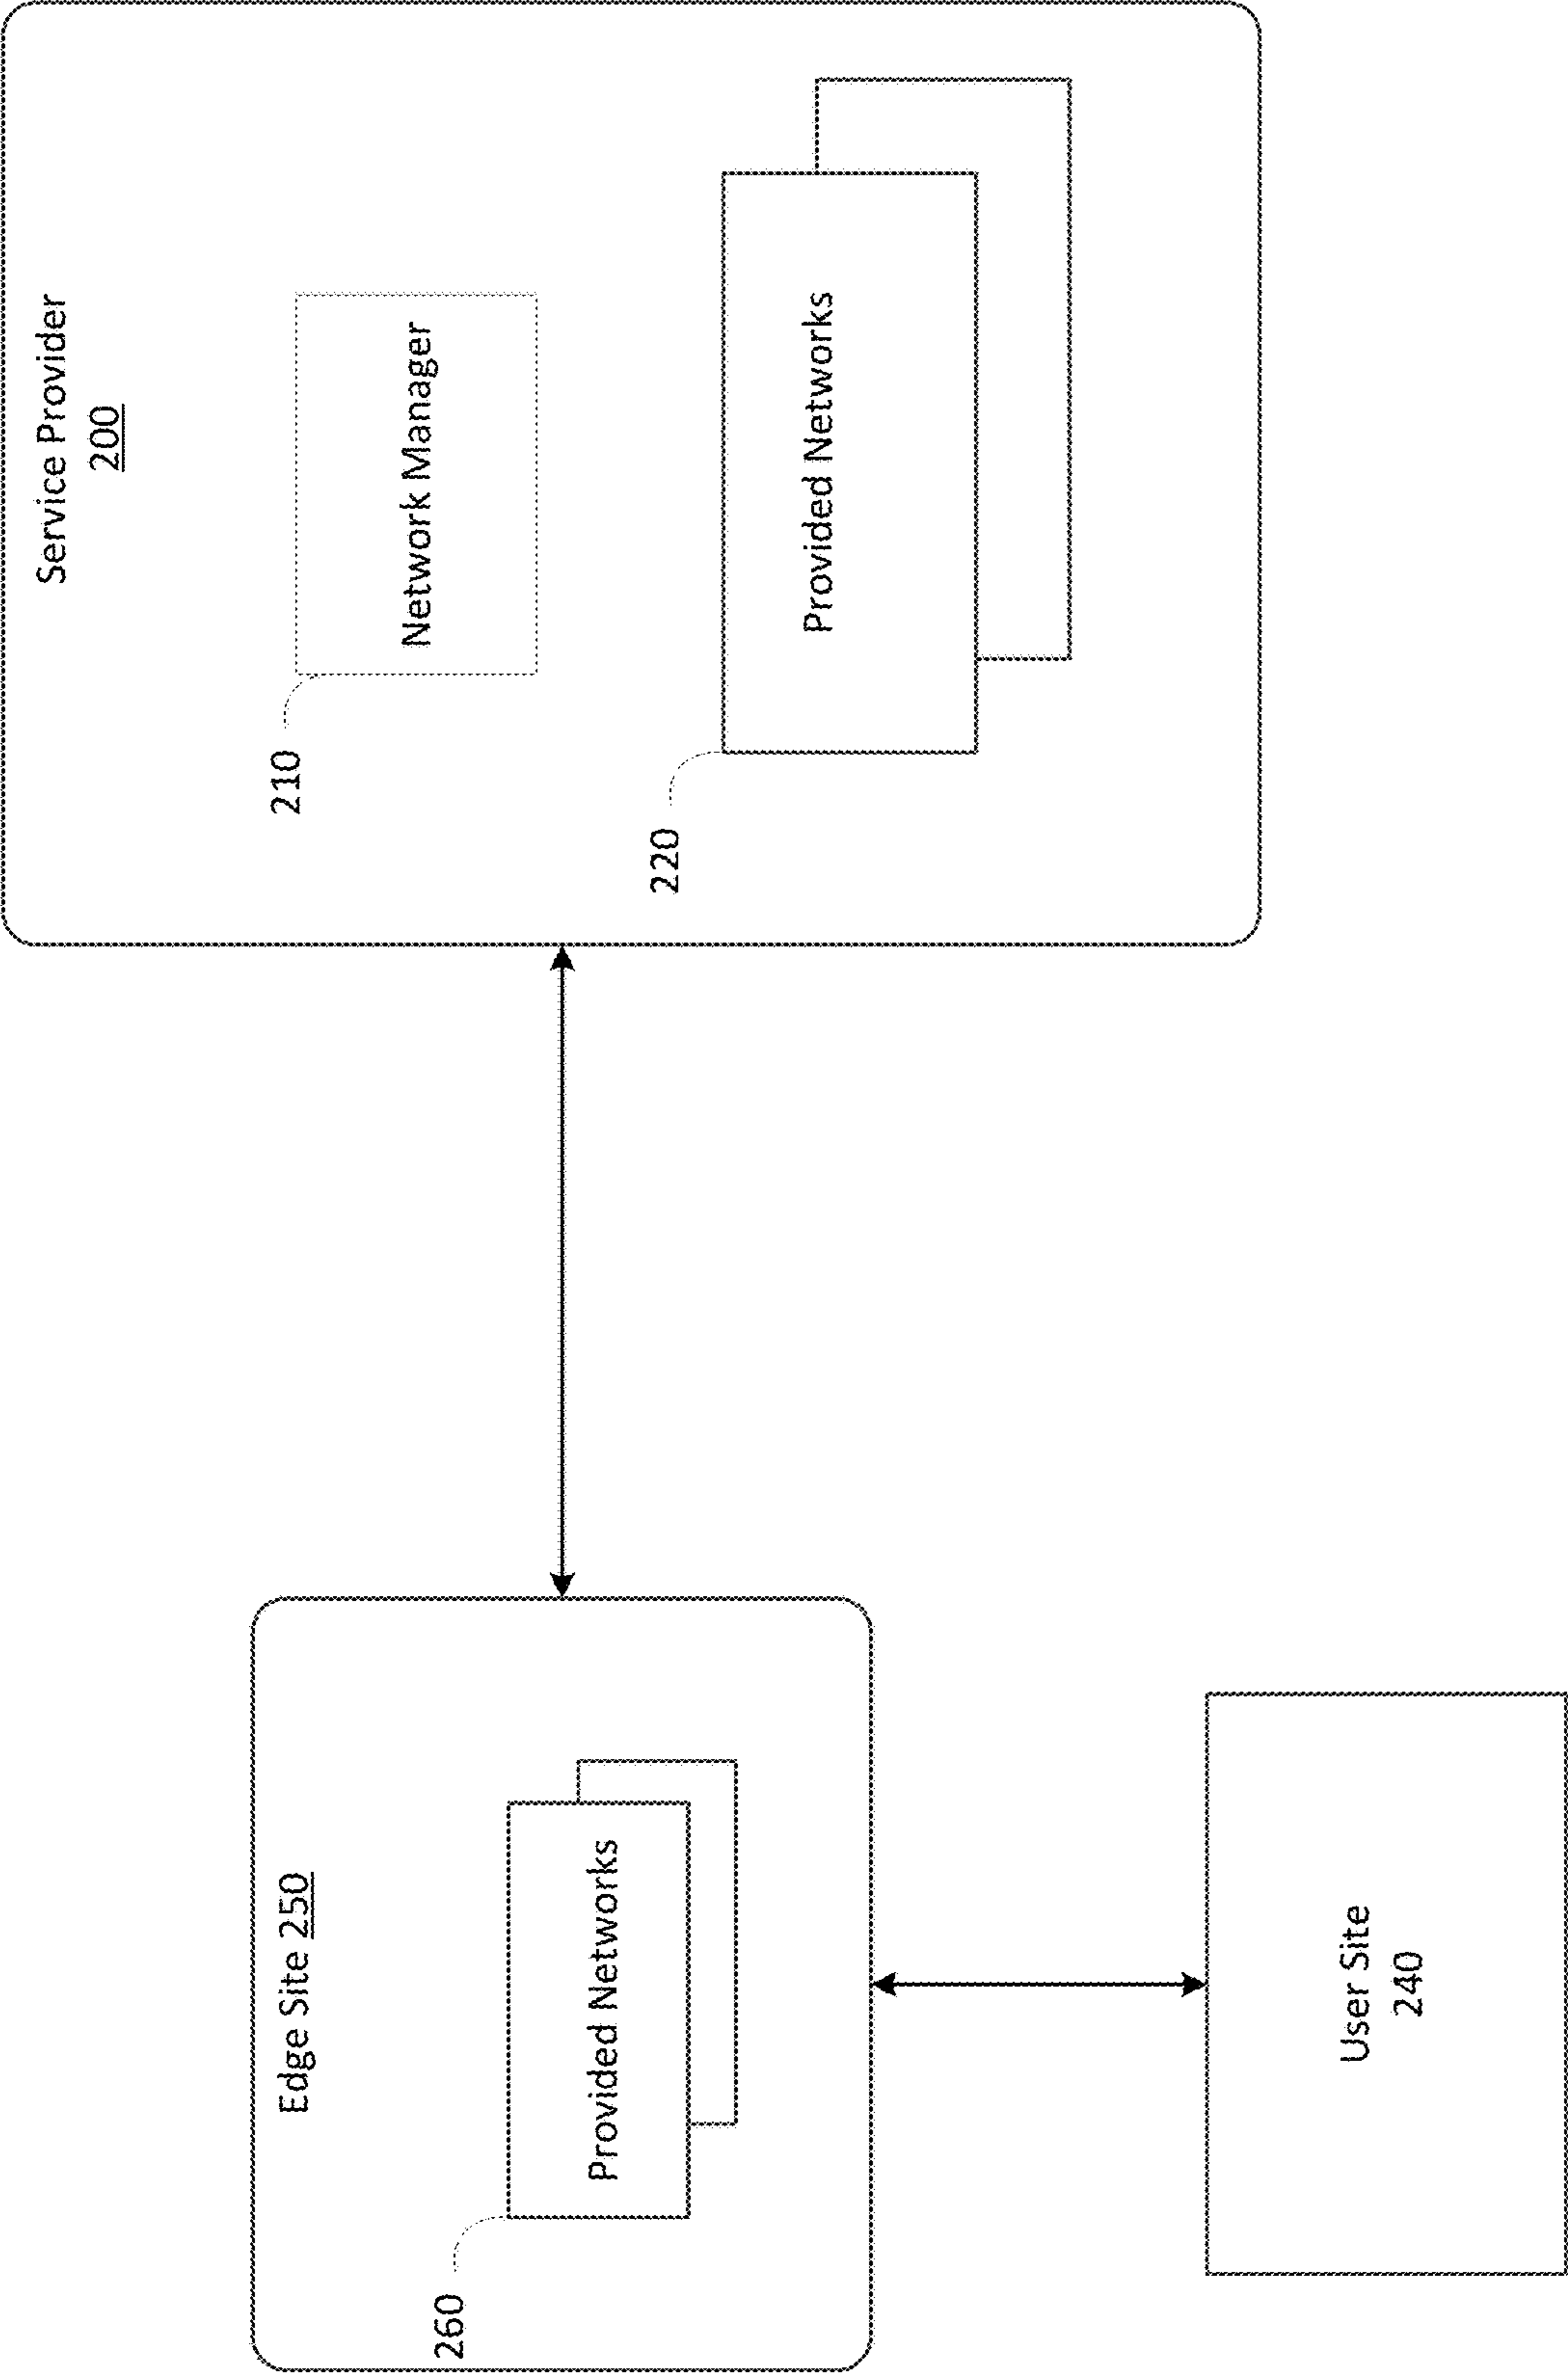 Service Provider
200
210
Network Manager
220
Provided Networks
Edge Site 250
260
Provided Networks
User Site
240